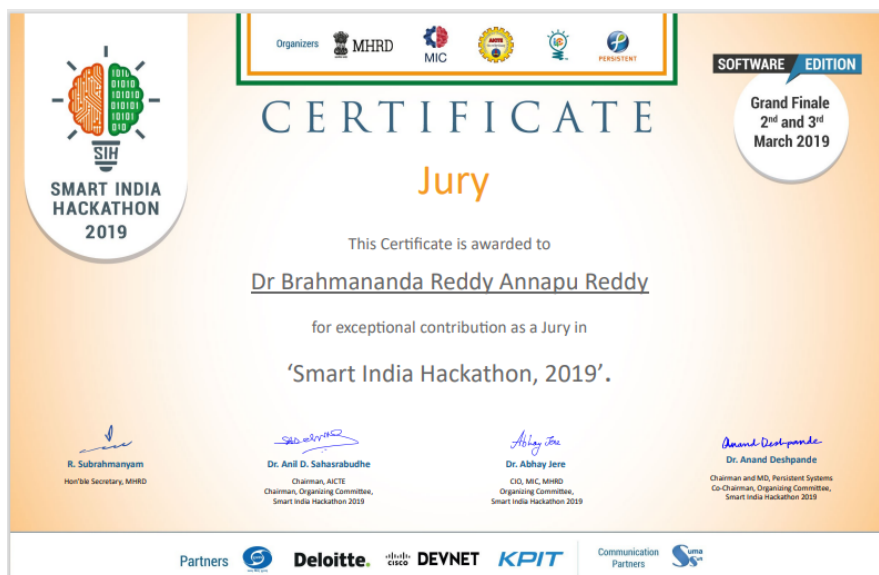 Organizers
MHRD
MIC
AICTE
PERSISTENT
SOFTWARE EDITION
Grand Finale
2nd and 3rd
March 2019
SIH
SMART INDIA
HACKATHON
2019
CERTIFICATE
Jury
This Certificate is awarded to
Dr Brahmananda Reddy Annapu Reddy
for exceptional contribution as a Jury in
‘Smart India Hackathon, 2019’.
Abhay Jere
Anand Deshpande
R. Subrahmanyam
Hon'ble Secretary, MHRD
Dr. Anil D. Sahasrabudhe
Chairman, AICTE
Chairman, Organizing Committee,
Smart India Hackathon 2019
Dr. Abhay Jere
CIO, MIC, MHRD
Organizing Committee,
Smart India Hackathon 2019
Dr. Anand Deshpande
Chairman and MD, Persistent Systems
Co-Chairman, Organizing Committee,
Smart India Hackathon 2019
Partners
Deloitte.
CISCO DEVNET
KPIT
Communication
Partners
Suma
Soft